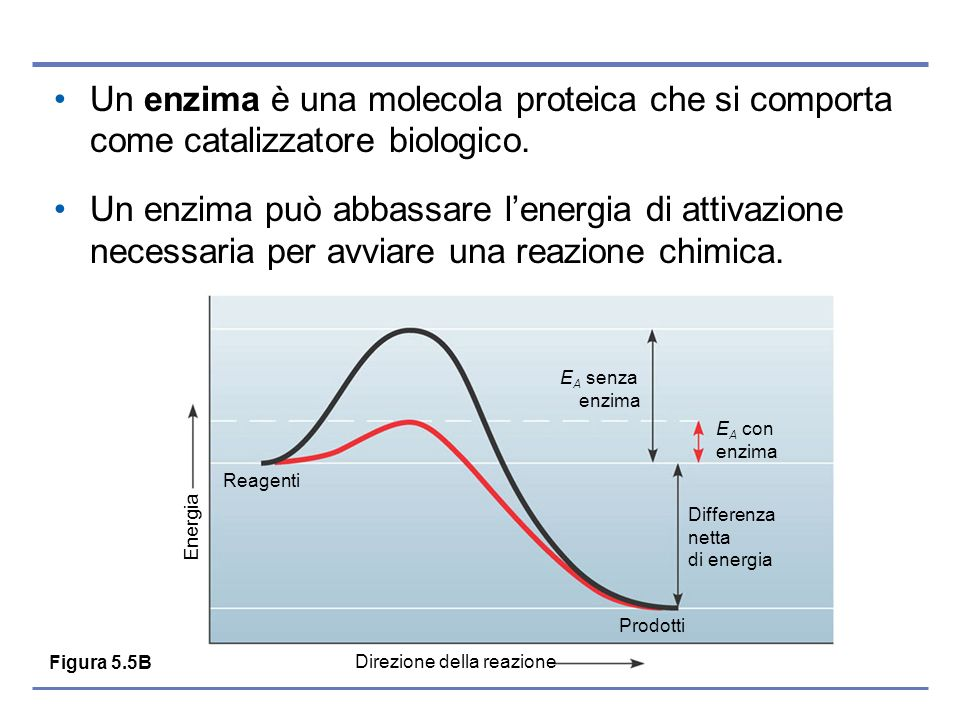 • Un enzima è una molecola proteica che si comporta
come catalizzatore biologico.
• Un enzima può abbassare l’energia di attivazione
necessaria per avviare una reazione chimica.
EA senza
enzima
EA con
enzima
Reagenti
Energia
Differenza
netta
di energia
Prodotti
Figura 5.5B
Direzione della reazione